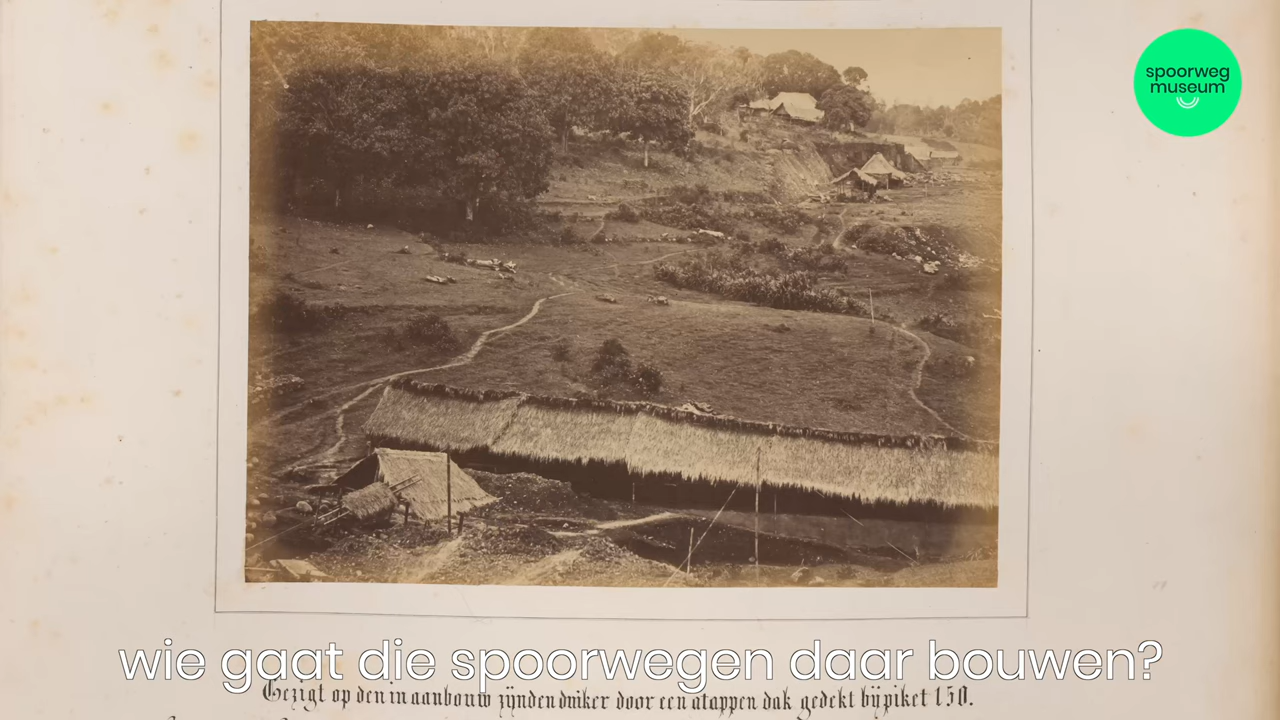 spoorweg
museum
wie gaat die spoorwegen daar bouwen?
Gezigt op den in aanbouw zijnden duiker door een atappen dak gedekt bij piket 150.